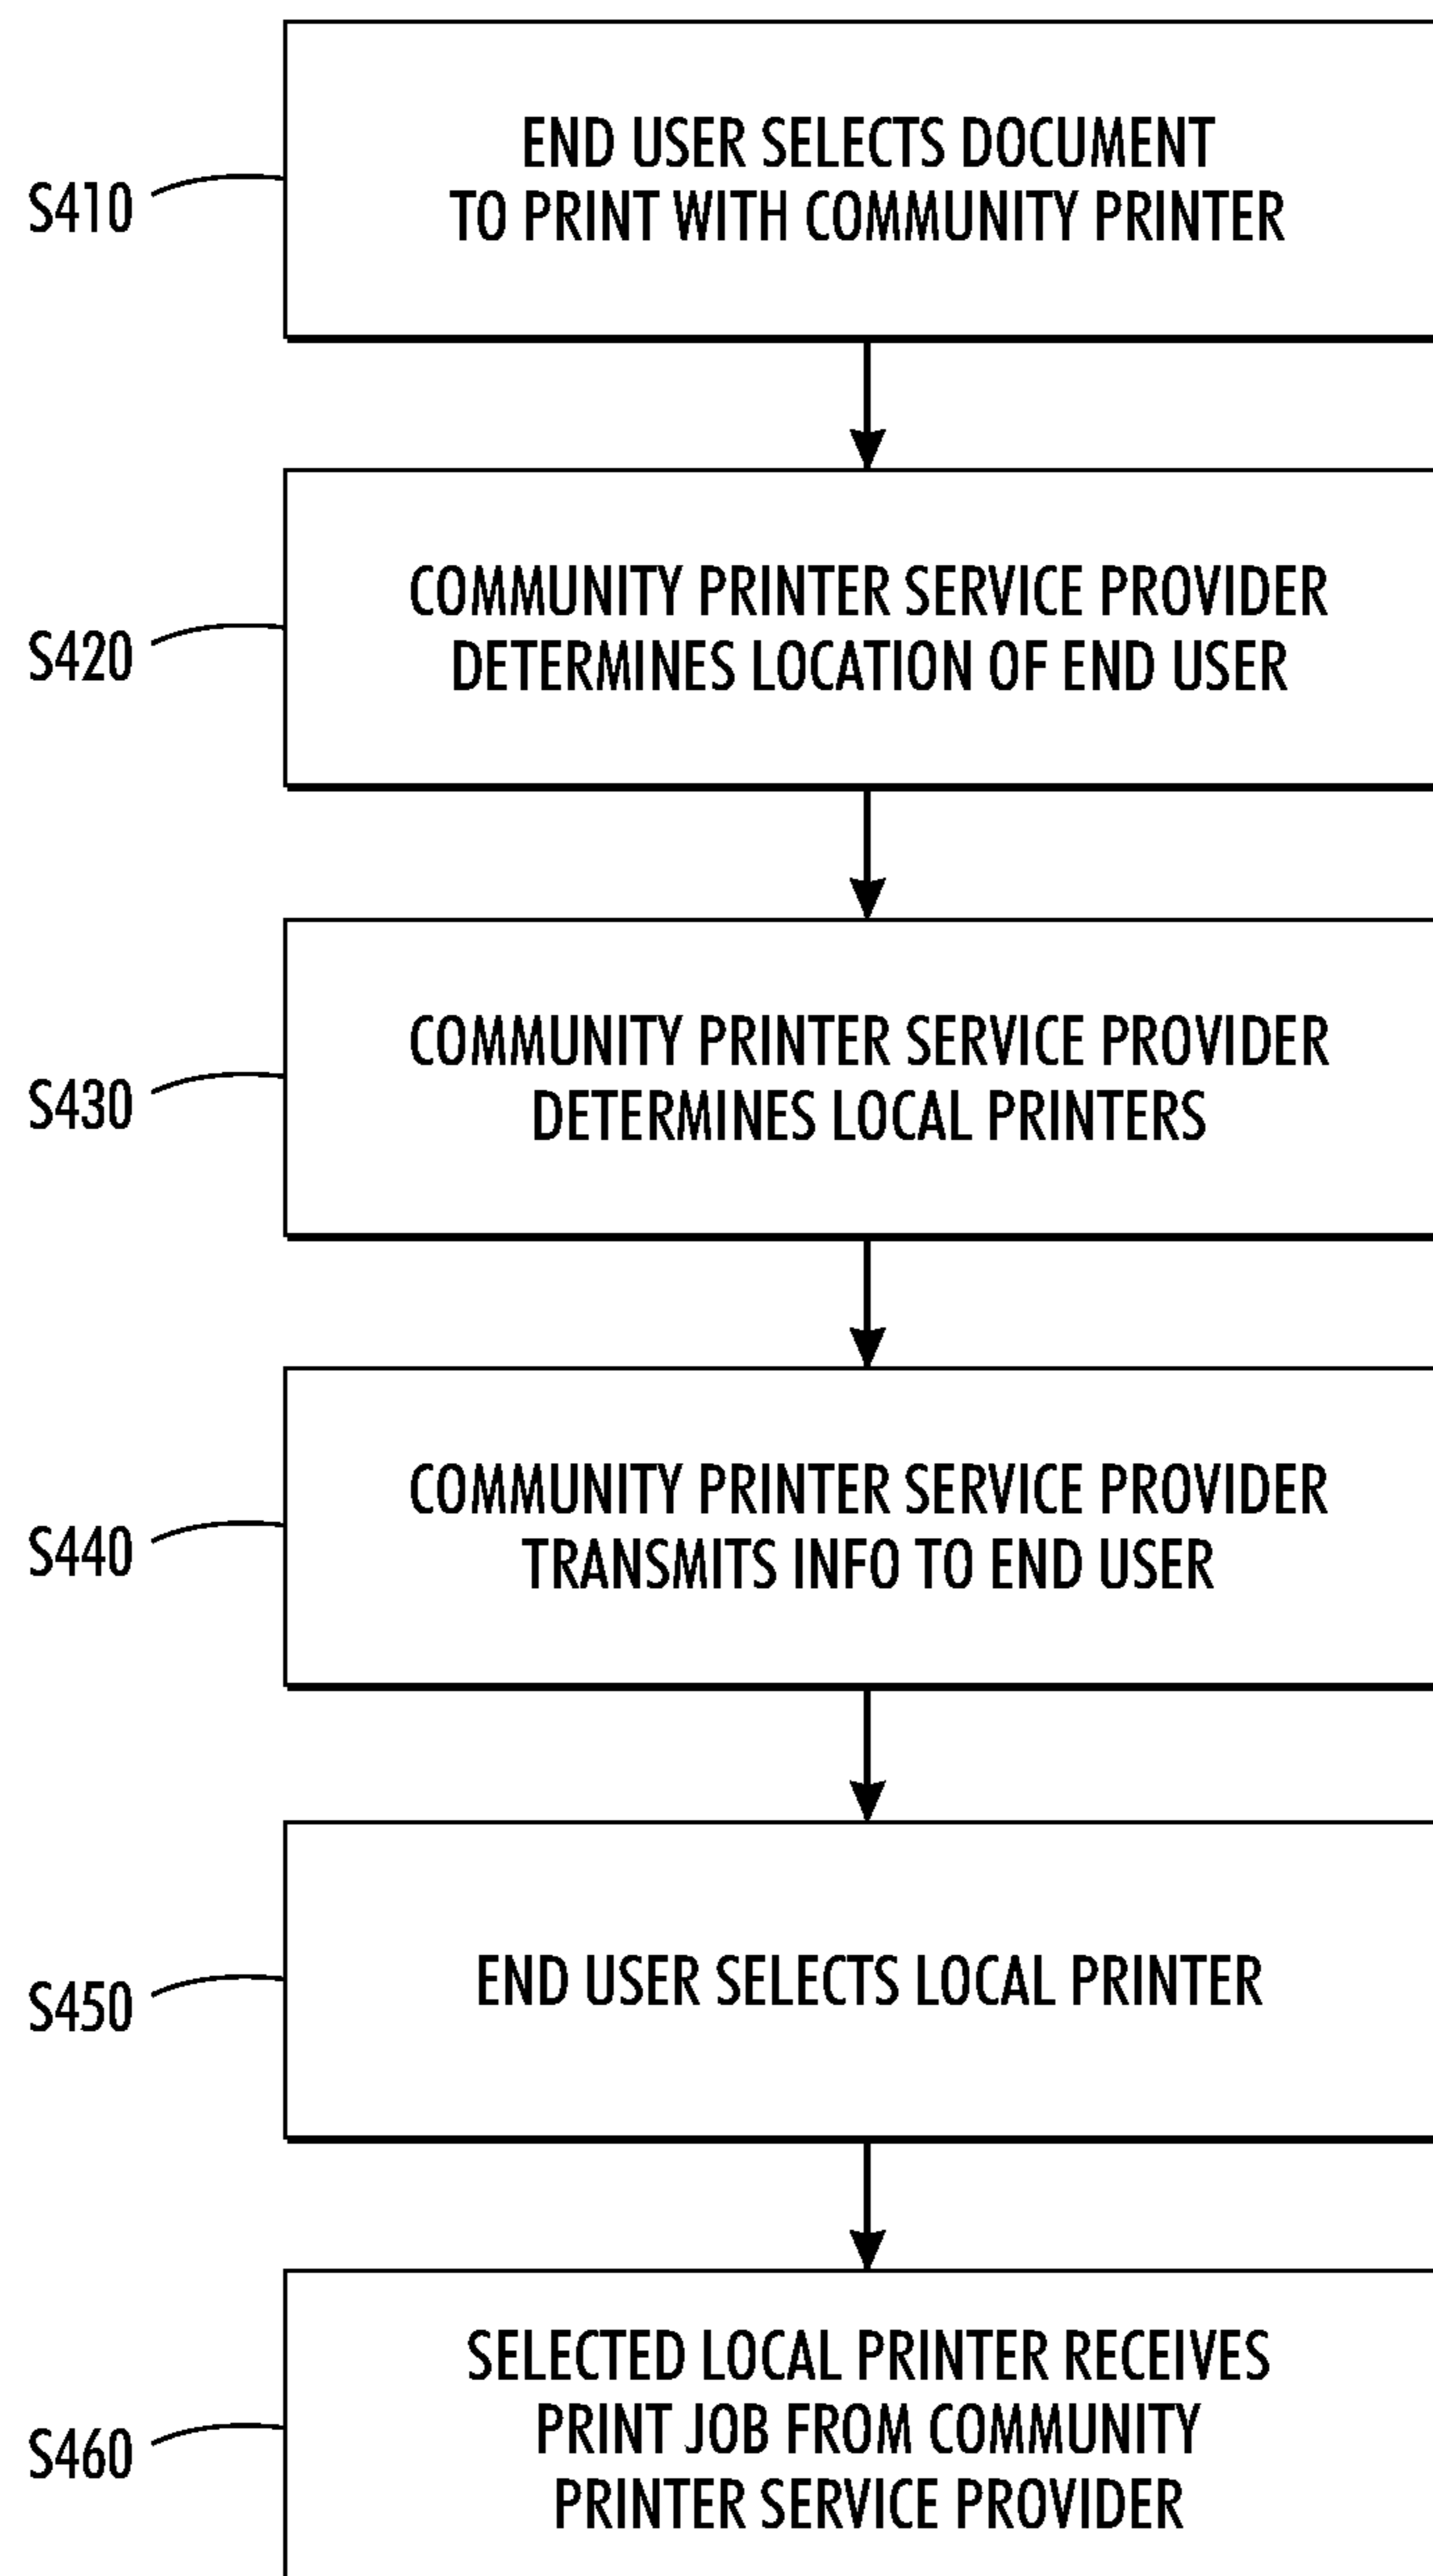 S410
END USER SELECTS DOCUMENT
TO PRINT WITH COMMUNITY PRINTER
S420
COMMUNITY PRINTER SERVICE PROVIDER
DETERMINES LOCATION OF END USER
S430
COMMUNITY PRINTER SERVICE PROVIDER
DETERMINES LOCAL PRINTERS
S440
COMMUNITY PRINTER SERVICE PROVIDER
TRANSMITS INFO TO END USER
S450
END USER SELECTS LOCAL PRINTER
S460
SELECTED LOCAL PRINTER RECEIVES
PRINT JOB FROM COMMUNITY
PRINTER SERVICE PROVIDER